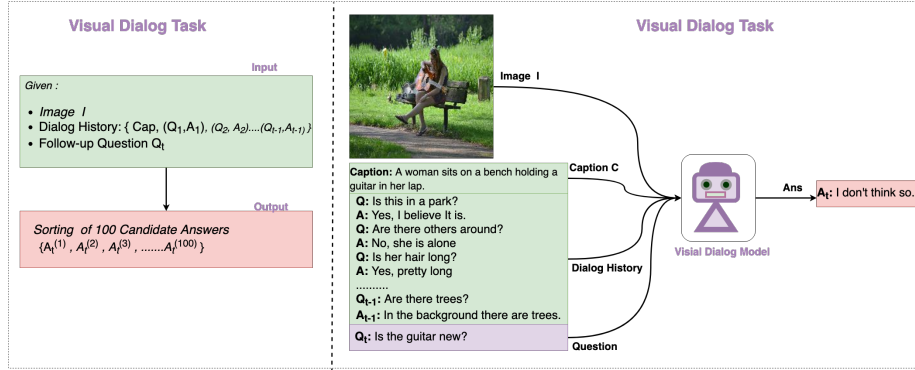 Visual Dialog Task
Input
Given :
• Image I
• Dialog History: { Cap, (Q1,A1), (Q2, A2)....(Qt-1,At-1) }
• Follow-up Question Qt
Output
Sorting of 100 Candidate Answers
{At(1) , At(2) , At(3) , .......At(100) }
Visual Dialog Task
Image I
Caption: A woman sits on a bench holding a
guitar in her lap.
Caption C
Q: Is this in a park?
A: Yes, I believe It is.
Q: Are there others around?
A: No, she is alone
Q: Is her hair long?
A: Yes, pretty long
..........
Qt-1: Are there trees?
At-1: In the background there are trees.
Dialog History
Qt: Is the guitar new?
Question
Visial Dialog Model
Ans
At: I don't think so.